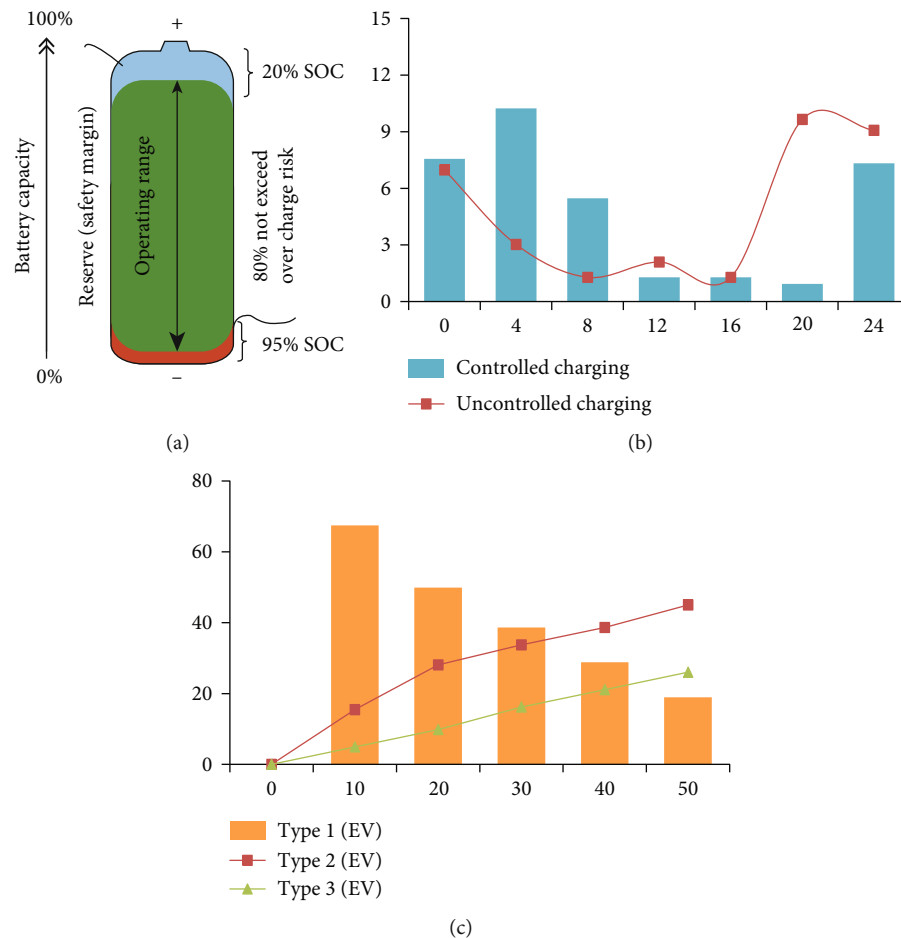 100%
+
20% SOC
Battery capacity
Reserve (safety margin)
Operating range
80% not exceed
over charge risk
95% SOC
0%
−
(a)
15
12
9
6
3
0
0 4 8 12 16 20 24
Controlled charging
Uncontrolled charging
(b)
80
60
40
20
0
0 10 20 30 40 50
Type 1 (EV)
Type 2 (EV)
Type 3 (EV)
(c)